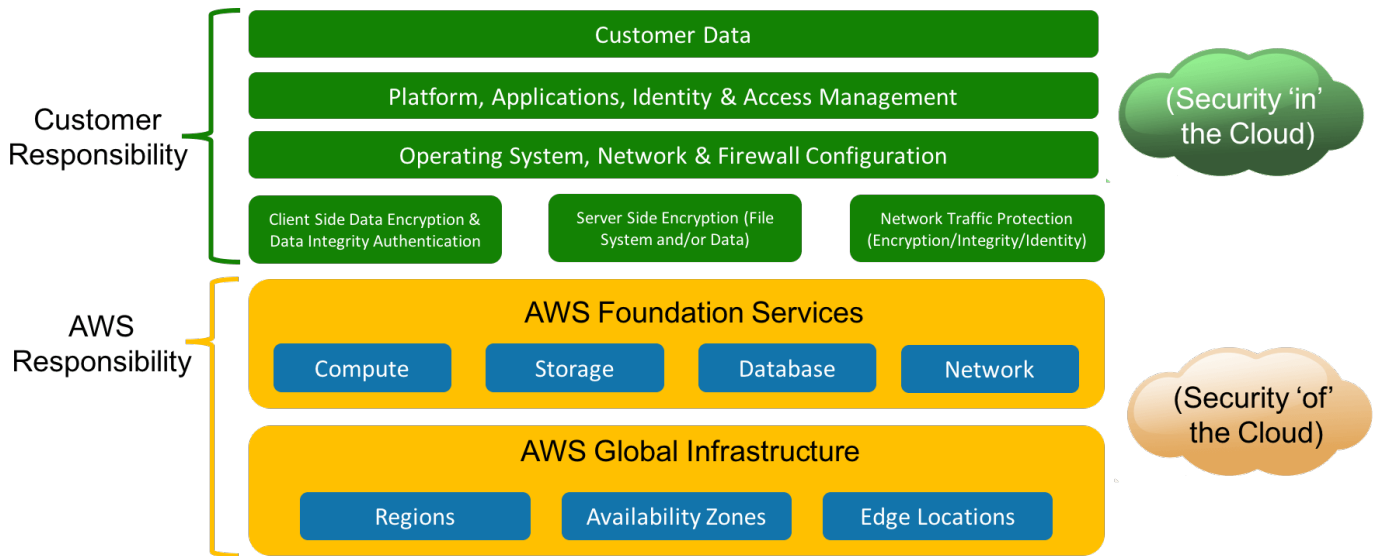 Customer Data
Platform, Applications, Identity & Access Management
Customer
Responsibility
Operating System, Network & Firewall Configuration
(Security ‘in’
the Cloud)
Client Side Data Encryption &
Data Integrity Authentication
Server Side Encryption (File
System and/or Data)
Network Traffic Protection
(Encryption/Integrity/Identity)
AWS
Responsibility
AWS Foundation Services
Compute
Storage
Database
Network
(Security ‘of’
the Cloud)
AWS Global Infrastructure
Regions
Availability Zones
Edge Locations